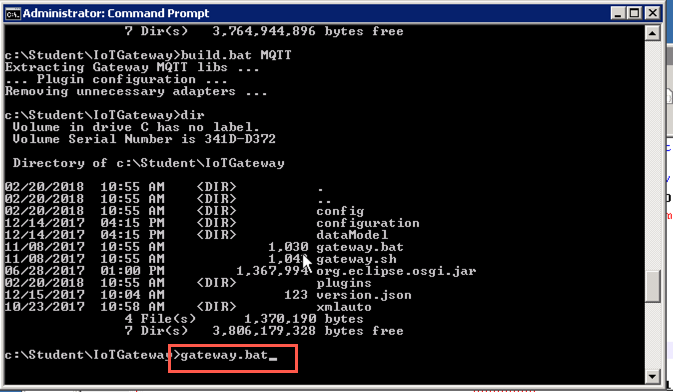 Administrator: Command Prompt
7 Dir(s) 3,764,944,896 bytes free
c:\Student\IoTGateway>build.bat MQTT
Extracting Gateway MQTT libs ...
... Plugin configuration ...
Removing unnecessary adapters ...
c:\Student\IoTGateway>dir
Volume in drive C has no label.
Volume Serial Number is 341D-D372
Directory of c:\Student\IoTGateway
02/20/2018 10:55 AM <DIR> .
02/20/2018 10:55 AM <DIR> ..
02/20/2018 10:55 AM <DIR> config
12/14/2017 04:15 PM <DIR> configuration
12/14/2017 04:15 PM <DIR> dataModel
11/08/2017 10:55 AM 1,030 gateway.bat
11/08/2017 10:55 AM gateway.sh
06/28/2017 01:00 PM 1,367,994 org.eclipse.osgi.jar
02/20/2018 10:55 AM <DIR> plugins
12/15/2017 10:04 AM 123 version.json
10/23/2017 10:58 AM <DIR> xmlauto
4 File(s) 1,370,190 bytes
7 Dir(s) 3,806,179,328 bytes free
c:\Student\IoTGateway>gateway.bat_